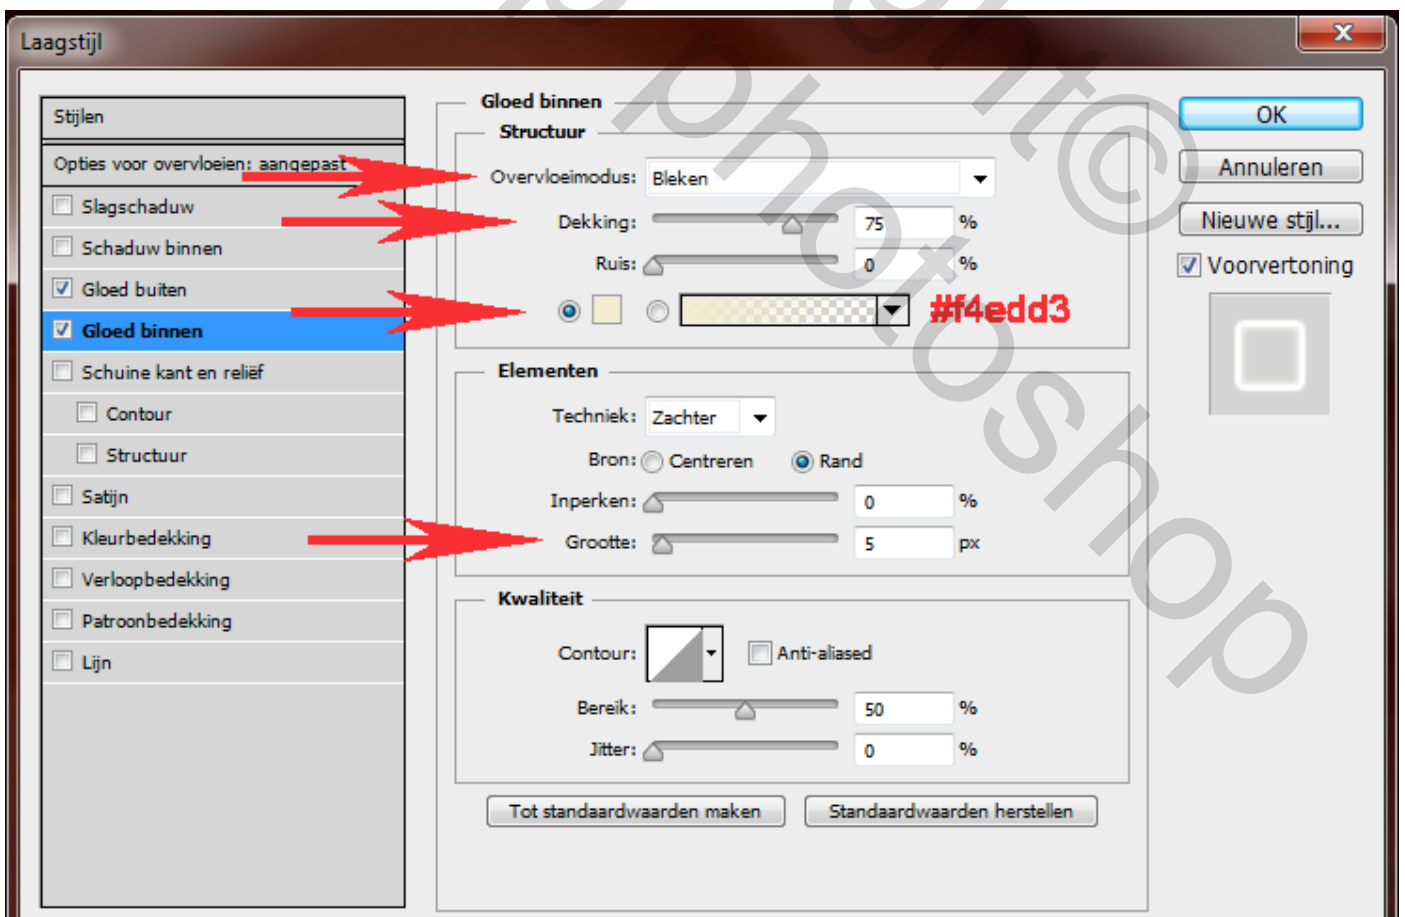 Laagstijl
Stijlen
Opties voor overvloeien: aangepast
Slagschaduw
Schaduw binnen
Gloed buiten
Gloed binnen
Schuine kant en reliëf
Contour
Structuur
Satijn
Kleurbedekking
Verloopbedekking
Patroonbedekking
Lijn
Gloed binnen
Structuur
Overvloeimodus: Bleken
Dekking: 75 %
Ruis: 0 %
#f4edd3
Elementen
Techniek: Zachter
Bron: Centreren Rand
Inperken: 0 %
Grootte: 5 px
Kwaliteit
Contour: Anti-aliased
Bereik: 50 %
Jitter: 0 %
Tot standaardwaarden maken Standaardwaarden herstellen
OK
Annuleren
Nieuwe stijl...
Voorvertoning
photoshop